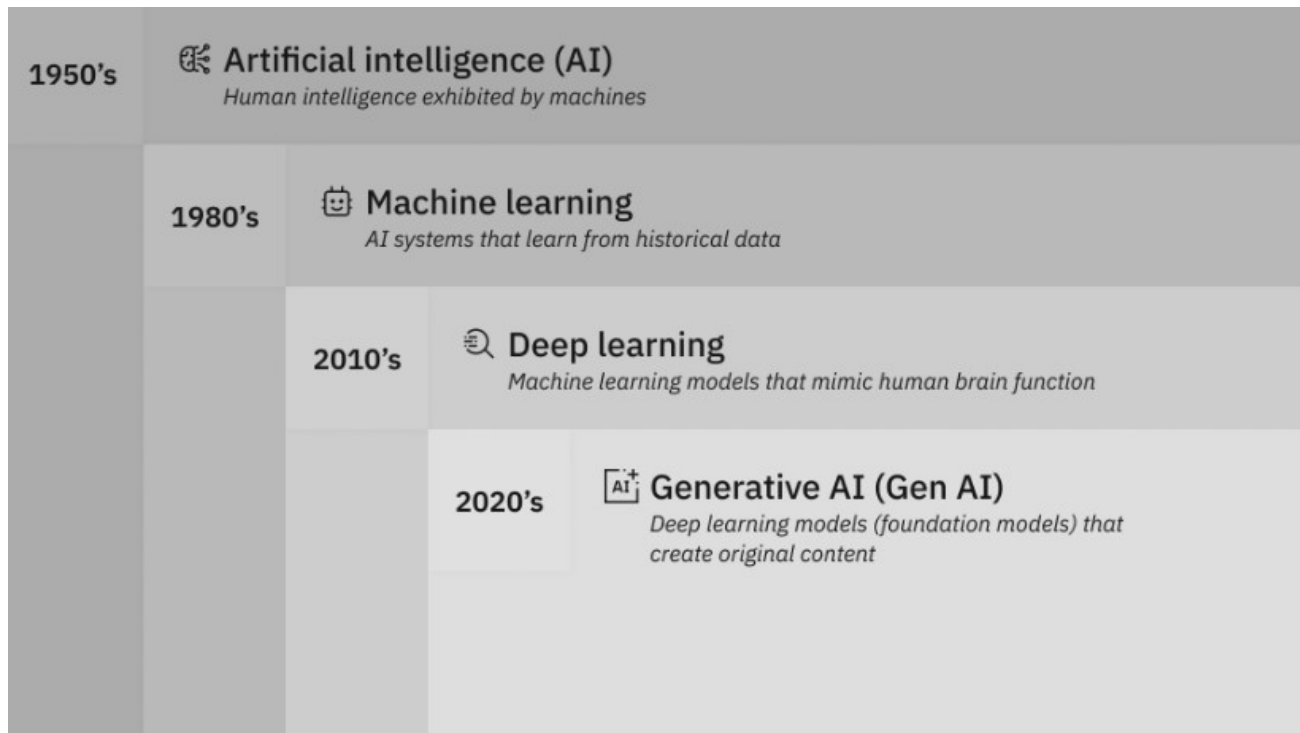 1950’s
Artificial intelligence (AI)
Human intelligence exhibited by machines
1980’s
Machine learning
AI systems that learn from historical data
2010’s
Deep learning
Machine learning models that mimic human brain function
2020’s
AI
Generative AI (Gen AI)
Deep learning models (foundation models) that
create original content